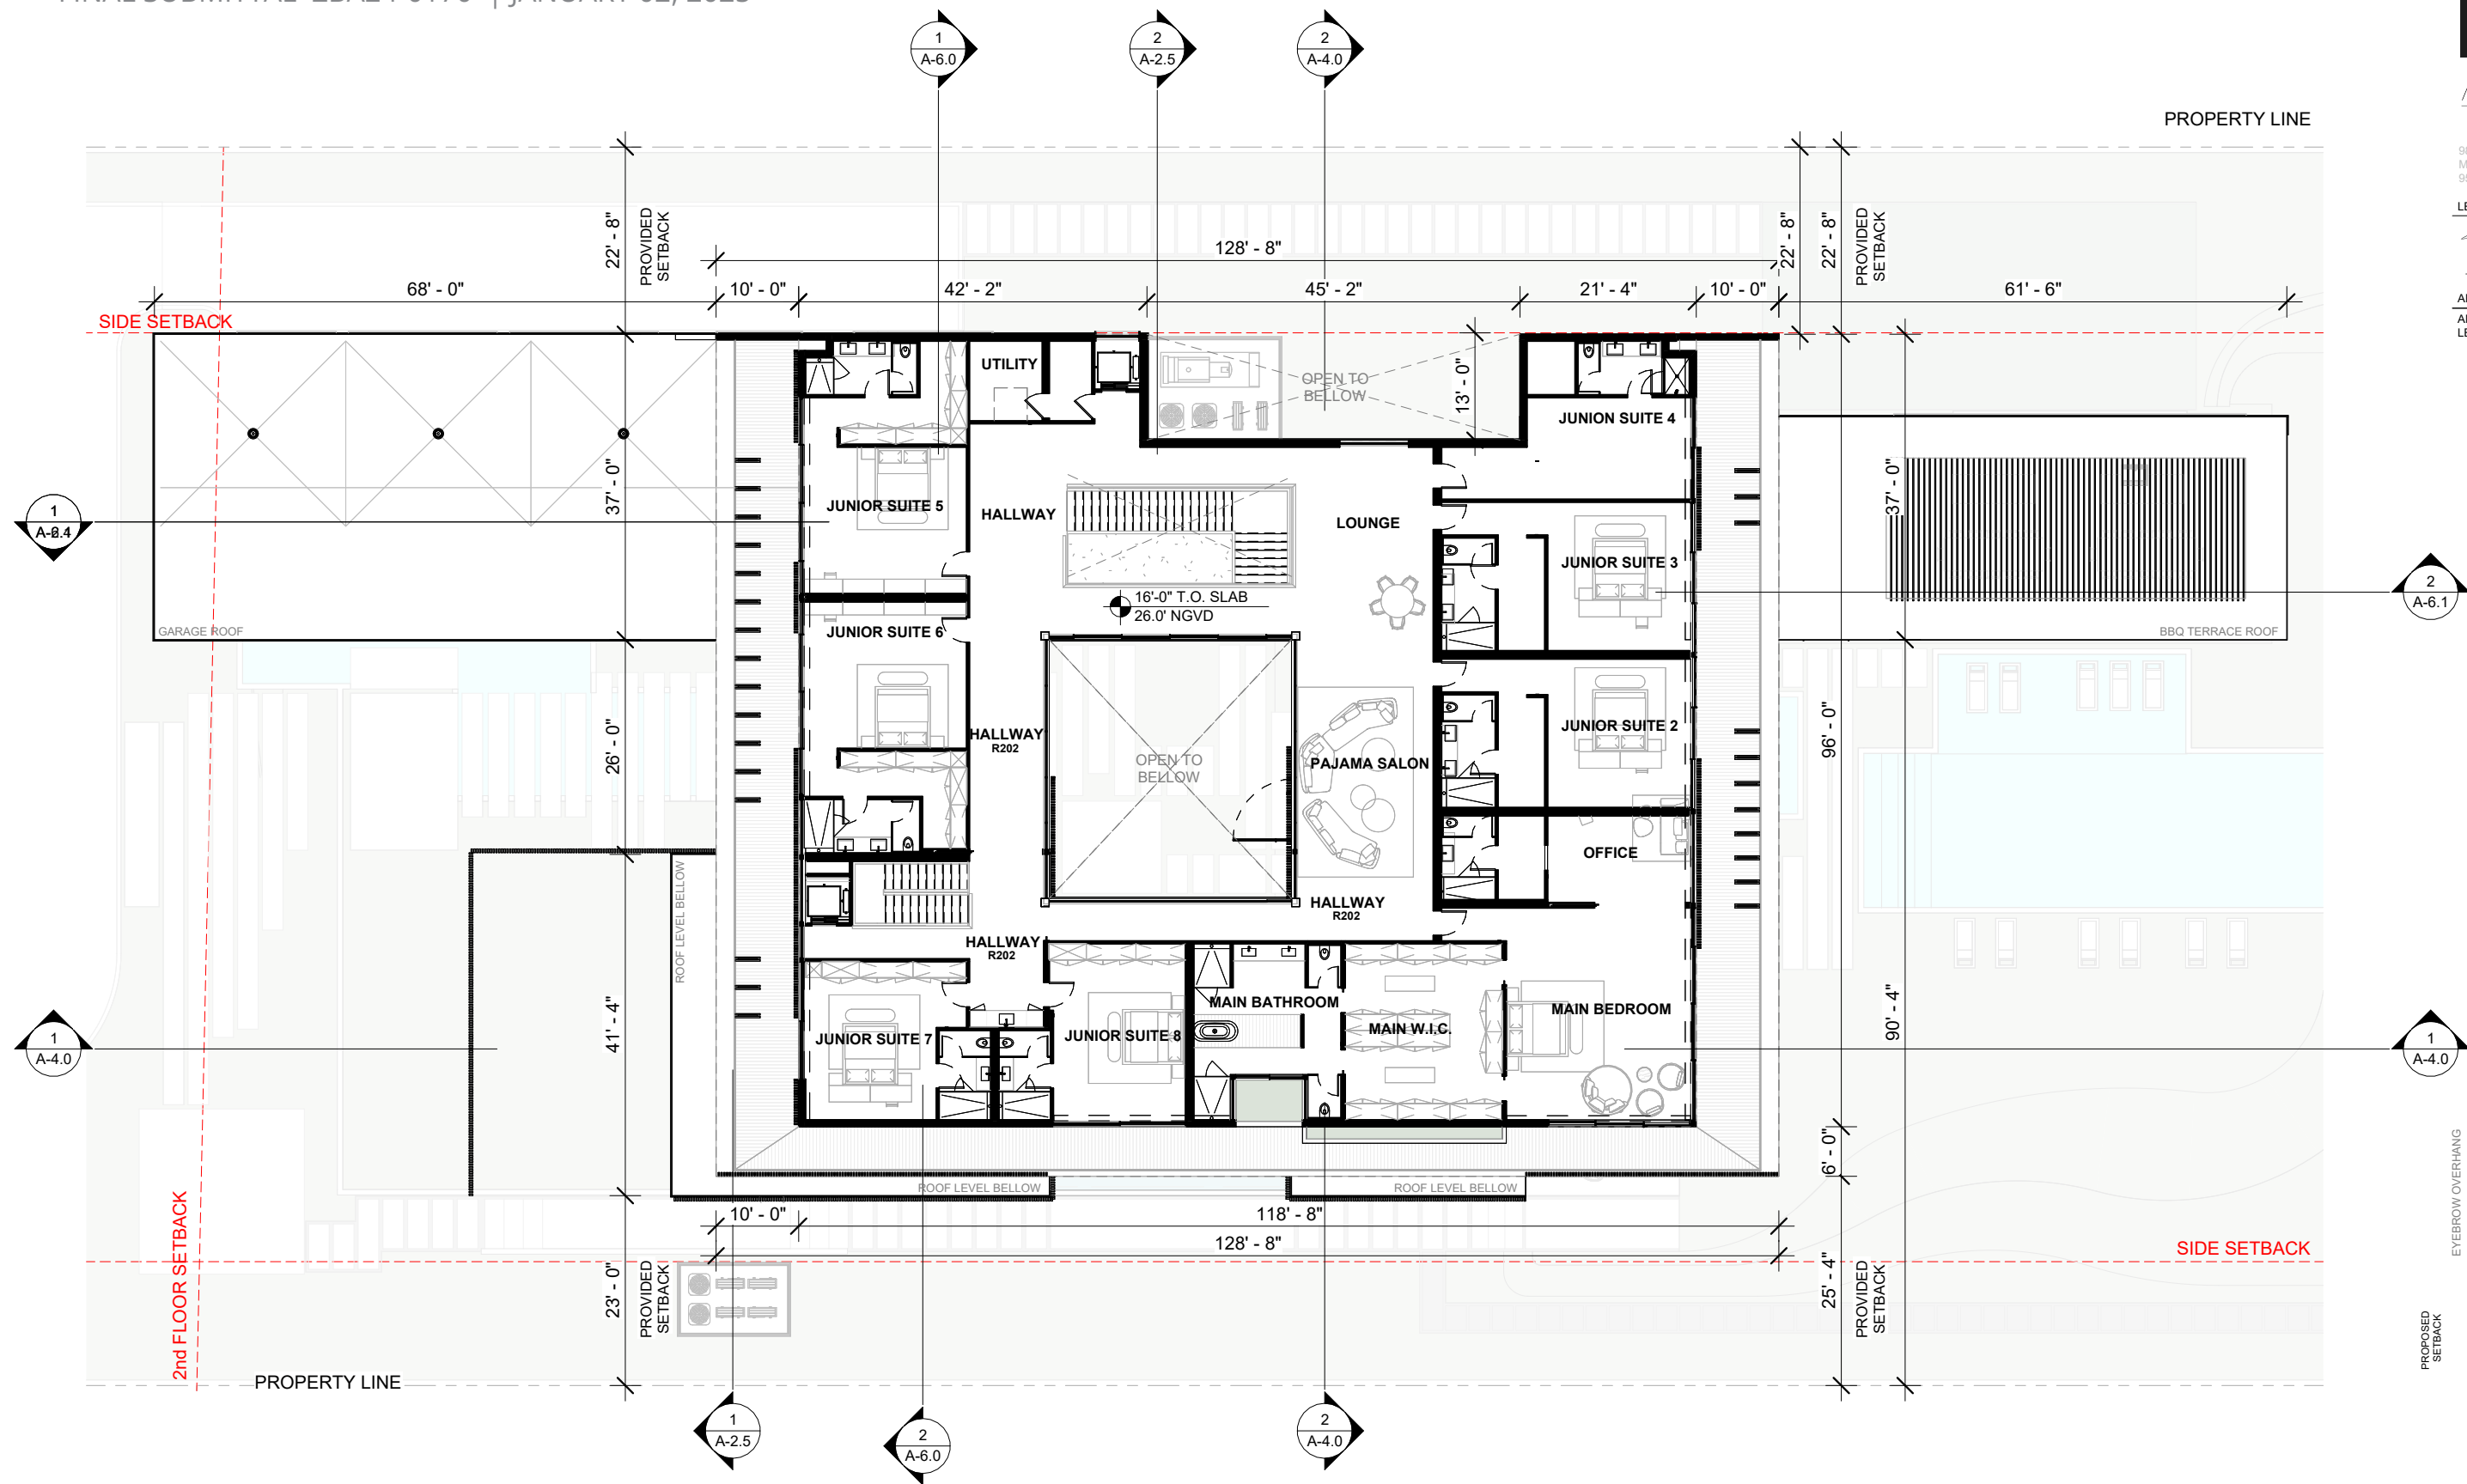 1
A-6.0
2
A-2.5
2
A-4.0
PROPERTY LINE
22' - 8"
PROVIDED
SETBACK
22' - 8"
22' - 8"
PROVIDED
SETBACK
128' - 8"
68' - 0"
10' - 0"
42' - 2"
45' - 2"
21' - 4"
10' - 0"
61' - 6"
SIDE SETBACK
UTILITY
OPEN TO
BELLOW
13' - 0"
JUNION SUITE 4
37' - 0"
37' - 0"
JUNIOR SUITE 5
HALLWAY
LOUNGE
1
JUNIOR SUITE 3
2
A-6.1
16'-0" T.O. SLAB
26.0' NGVD
JUNIOR SUITE 6
GARAGE ROOF
BBQ TERRACE ROOF
26' - 0"
HALLWAY
R202
OPEN TO
BELLOW
PAJAMA SALON
JUNIOR SUITE 2
96' - 0"
OFFICE
ROOF LEVEL BELLOW
HALLWAY
R202
HALLWAY
R202
41' - 4"
MAIN BATHROOM
MAIN W.I.C.
MAIN BEDROOM
90' - 4"
JUNIOR SUITE 7
JUNIOR SUITE 8
1
A-4.0
1
A-4.0
6' - 0"
EYEBROW OVERHANG
ROOF LEVEL BELLOW
ROOF LEVEL BELLOW
10' - 0"
118' - 8"
128' - 8"
2nd FLOOR SETBACK
SIDE SETBACK
23' - 0"
PROVIDED
SETBACK
25' - 4"
PROVIDED
SETBACK
PROPOSED
SETBACK
PROPERTY LINE
1
A-2.5
2
A-6.0
2
A-4.0